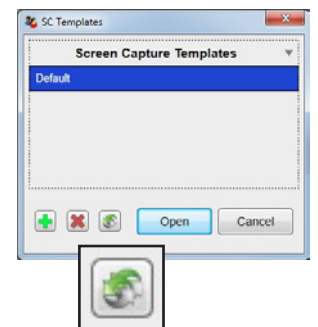 SC Templates
Screen Capture Templates
Default
Open
Cancel